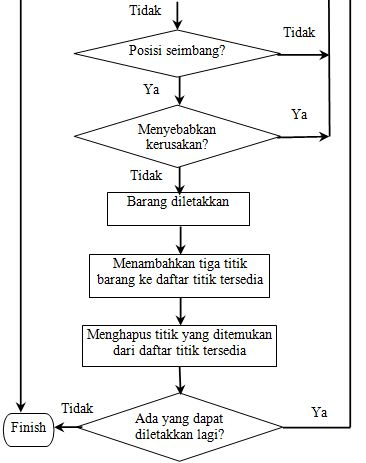 Tidak
Tidak
Posisi seimbang?
Ya
Ya
Menyebabkan
kerusakan?
Tidak
Barang diletakkan
Menambahkan tiga titik
barang ke daftar titik tersedia
Menghapus titik yang ditemukan
dari daftar titik tersedia
Tidak
Ya
Finish
Ada yang dapat
diletakkan lagi?